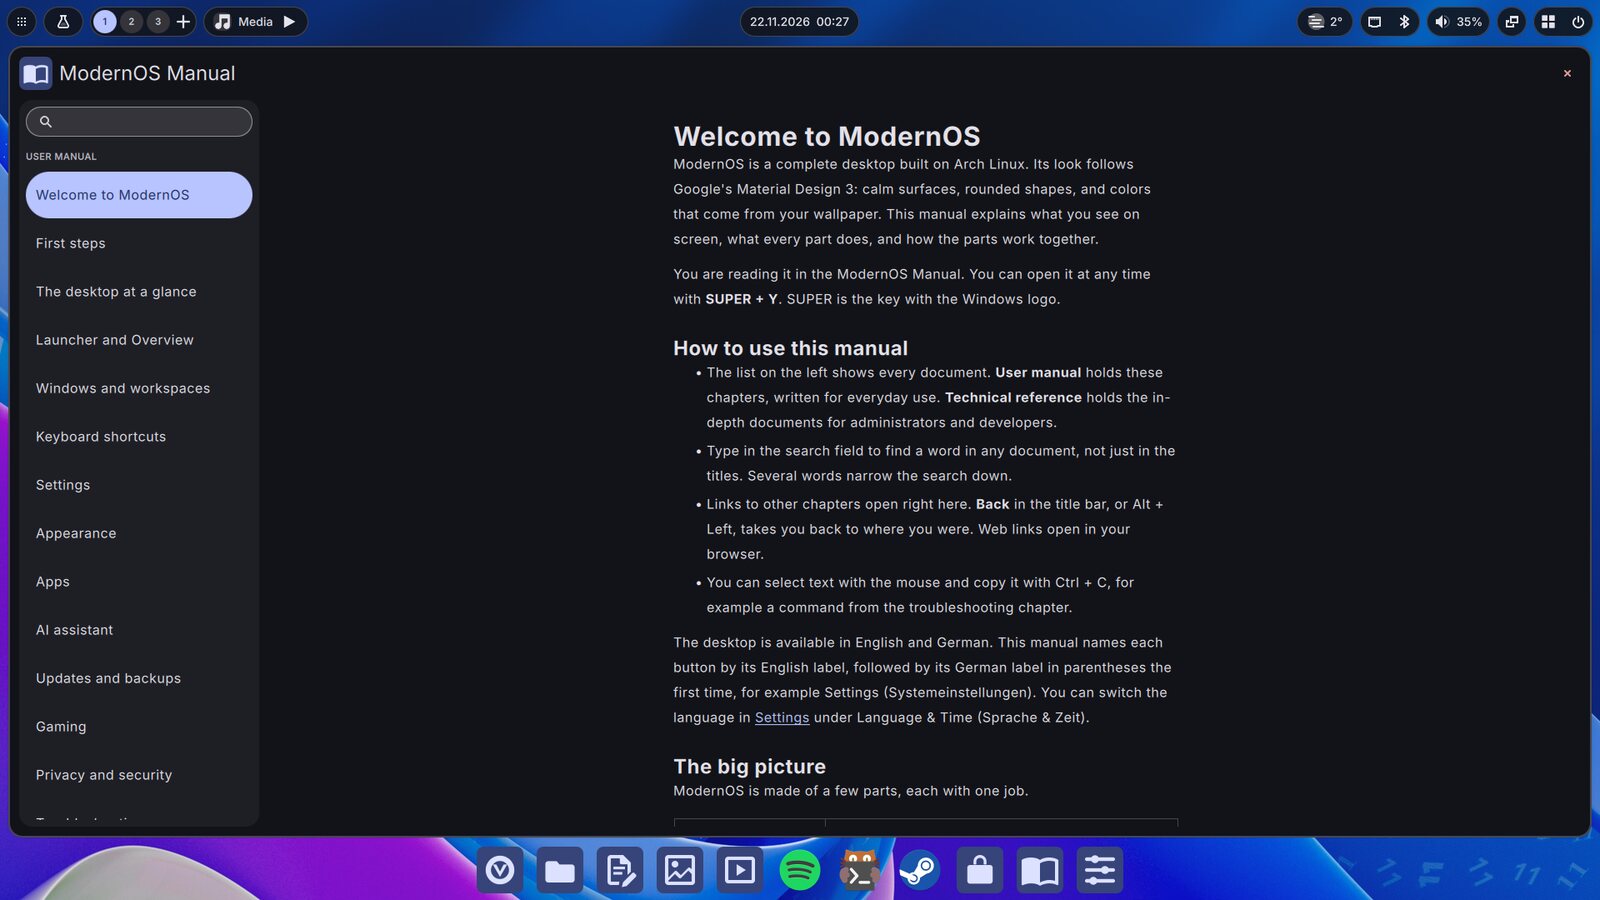 1 2 3 Media
22.11.2026 00:27
2° 35%
ModernOS Manual
USER MANUAL
Welcome to ModernOS
First steps
The desktop at a glance
Launcher and Overview
Windows and workspaces
Keyboard shortcuts
Settings
Appearance
Apps
AI assistant
Updates and backups
Gaming
Privacy and security
Welcome to ModernOS
ModernOS is a complete desktop built on Arch Linux. Its look follows
Google's Material Design 3: calm surfaces, rounded shapes, and colors
that come from your wallpaper. This manual explains what you see on
screen, what every part does, and how the parts work together.
You are reading it in the ModernOS Manual. You can open it at any time
with SUPER + Y. SUPER is the key with the Windows logo.
How to use this manual
• The list on the left shows every document. User manual holds these
chapters, written for everyday use. Technical reference holds the in-
depth documents for administrators and developers.
• Type in the search field to find a word in any document, not just in the
titles. Several words narrow the search down.
• Links to other chapters open right here. Back in the title bar, or Alt +
Left, takes you back to where you were. Web links open in your
browser.
• You can select text with the mouse and copy it with Ctrl + C, for
example a command from the troubleshooting chapter.
The desktop is available in English and German. This manual names each
button by its English label, followed by its German label in parentheses the
first time, for example Settings (Systemeinstellungen). You can switch the
language in Settings under Language & Time (Sprache & Zeit).
The big picture
ModernOS is made of a few parts, each with one job.